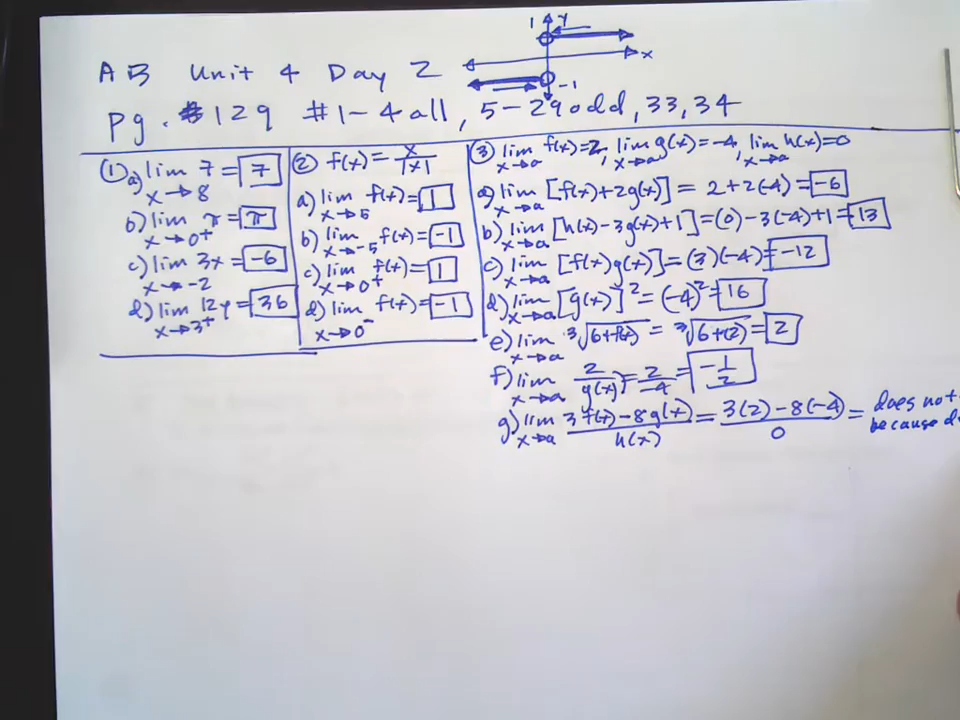 1 y
x
-1
AB Unit 4 Day 2
pg. #129 #1-4 all, 5-29 odd, 33, 34
① a) lim 7 = 7
x→8
b) lim π = π
x→0⁺
c) lim 3x = -6
x→-2
d) lim 12y = 36
x→3⁺
② f(x) = x/|x|
a) lim f(x) = 1
x→5
b) lim f(x) = -1
x→-5
c) lim f(x) = 1
x→0⁺
d) lim f(x) = -1
x→0⁻
③ lim f(x) = 2, lim g(x) = -4, lim h(x) = 0
x→a x→a x→a
a) lim [f(x)+2g(x)] = 2+2(-4) = -6
x→a
b) lim [h(x)-3g(x)+1] = (0)-3(-4)+1 = 13
x→a
c) lim [f(x)g(x)] = (3)(-4) = -12
x→a
d) lim [g(x)]² = (-4)² = 16
x→a
e) lim ³√6+f(x) = ³√6+(2) = 2
x→a
f) lim 2/g(x) = 2/-4 = -1/2
x→a
g) lim 3f(x)-8g(x)/h(x) = 3(2)-8(-4)/0 = does not
x→a because d